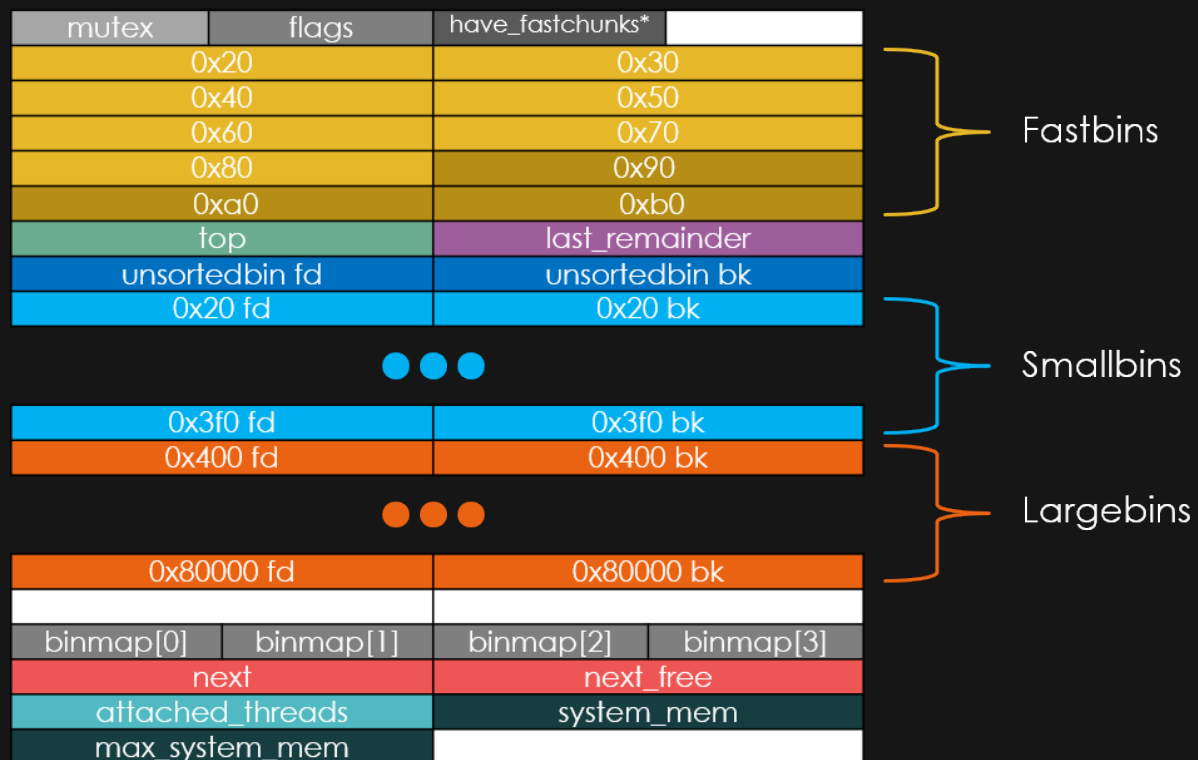 mutex flags have_fastchunks*
0x20 0x30
0x40 0x50
0x60 0x70
0x80 0x90
0xa0 0xb0
Fastbins
top last_remainder
unsortedbin fd unsortedbin bk
0x20 fd 0x20 bk
Smallbins
0x3f0 fd 0x3f0 bk
0x400 fd 0x400 bk
Largebins
0x80000 fd 0x80000 bk
binmap[0] binmap[1] binmap[2] binmap[3]
next next_free
attached_threads system_mem
max_system_mem